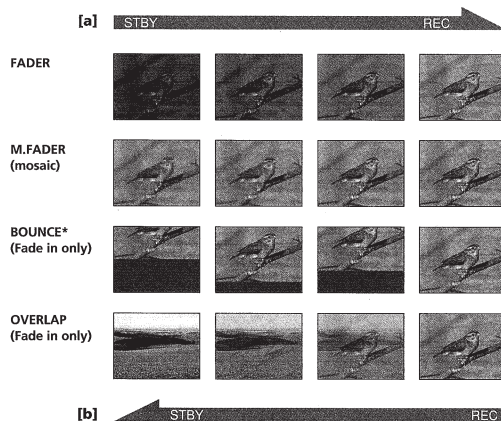 [a] STBY REC
FADER
M.FADER
(mosaic)
BOUNCE*
(Fade in only)
OVERLAP
(Fade in only)
[b] STBY REC